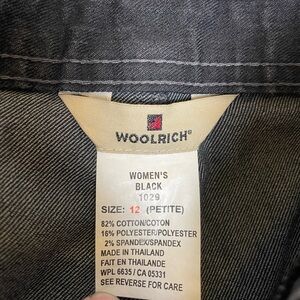 WOOLRICH®
WOMEN'S
BLACK
1029
SIZE: 12 (PETITE)
82% COTTON/COTON
16% POLYESTER/POLYESTER
2% SPANDEX/SPANDEX
MADE IN THAILAND
FAIT EN THAILANDE
WPL 6635 / CA 05331
SEE REVERSE FOR CARE